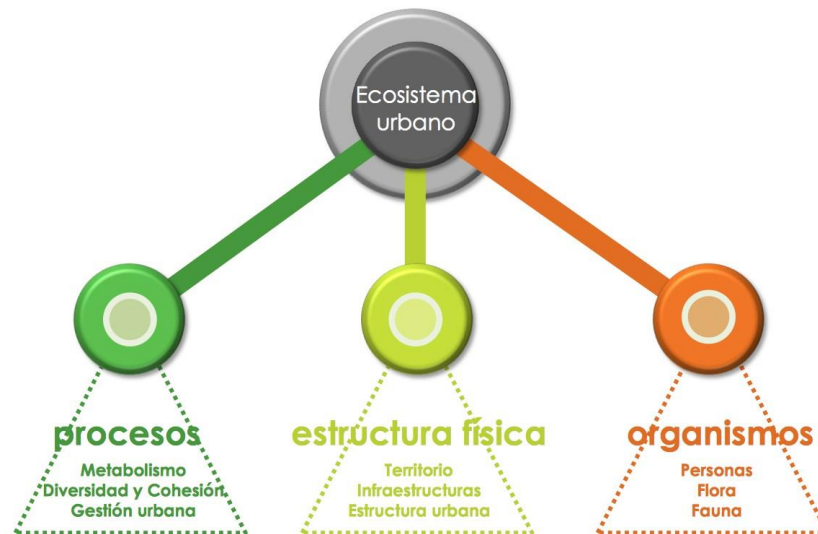 Ecosistema
urbano
procesos
Metabolismo
Diversidad y Cohesión
Gestión urbana
estructura física
Territorio
Infraestructuras
Estructura urbana
organismos
Personas
Flora
Fauna